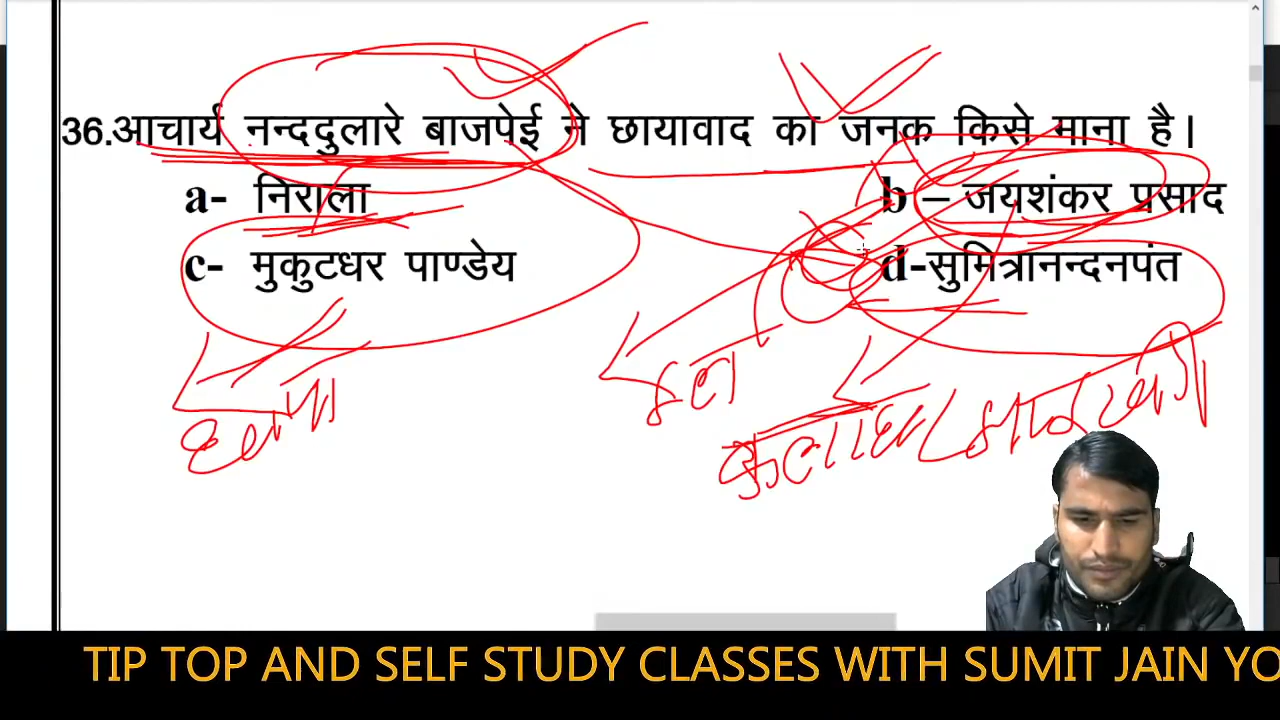 36.आचार्य नन्ददुलारे बाजपेई ने छायावाद का जनक किसे माना है।
a- निराला b – जयशंकर प्रसाद
c- मुकुटधर पाण्डेय d-सुमित्रानन्दनपंत
TIP TOP AND SELF STUDY CLASSES WITH SUMIT JAIN YO